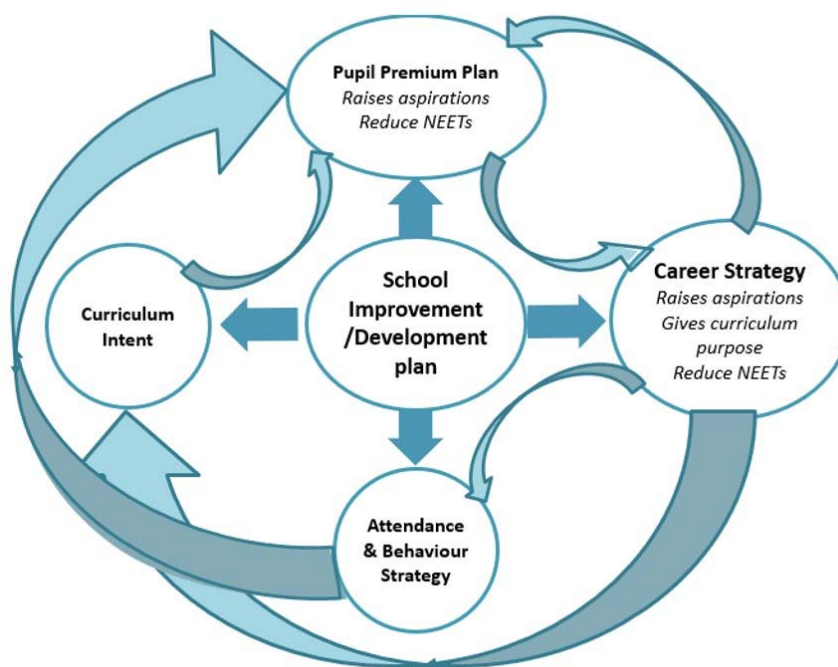 Pupil Premium Plan
Raises aspirations
Reduce NEETs
Curriculum
Intent
School
Improvement
/Development
plan
Career Strategy
Raises aspirations
Gives curriculum
purpose
Reduce NEETs
Attendance
& Behaviour
Strategy